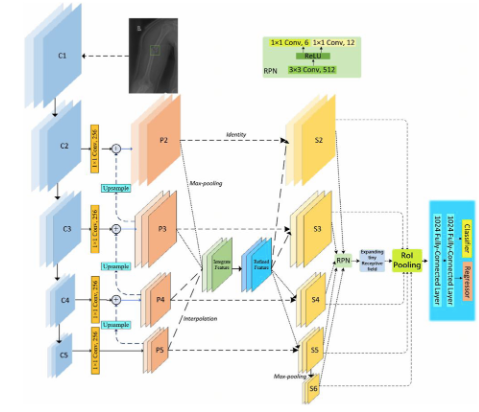 C1
1×1 Conv, 6
1×1 Conv, 12
ReLU
RPN
3×3 Conv, 512
C2
1×1 Conv, 256
P2
Identity
S2
Upsample
Max-pooling
C3
1×1 Conv, 256
P3
S3
Integrate
Feature
Refined
Feature
RPN
Expanding
tiny
Receptive
field
RoI
Pooling
1024 Fully-Connected Layer
1024 Fully-Connected Layer
Classifier
Regressor
Upsample
C4
1×1 Conv, 256
P4
S4
Upsample
Interpolation
C5
1×1 Conv, 256
P5
S5
Max-pooling
S6